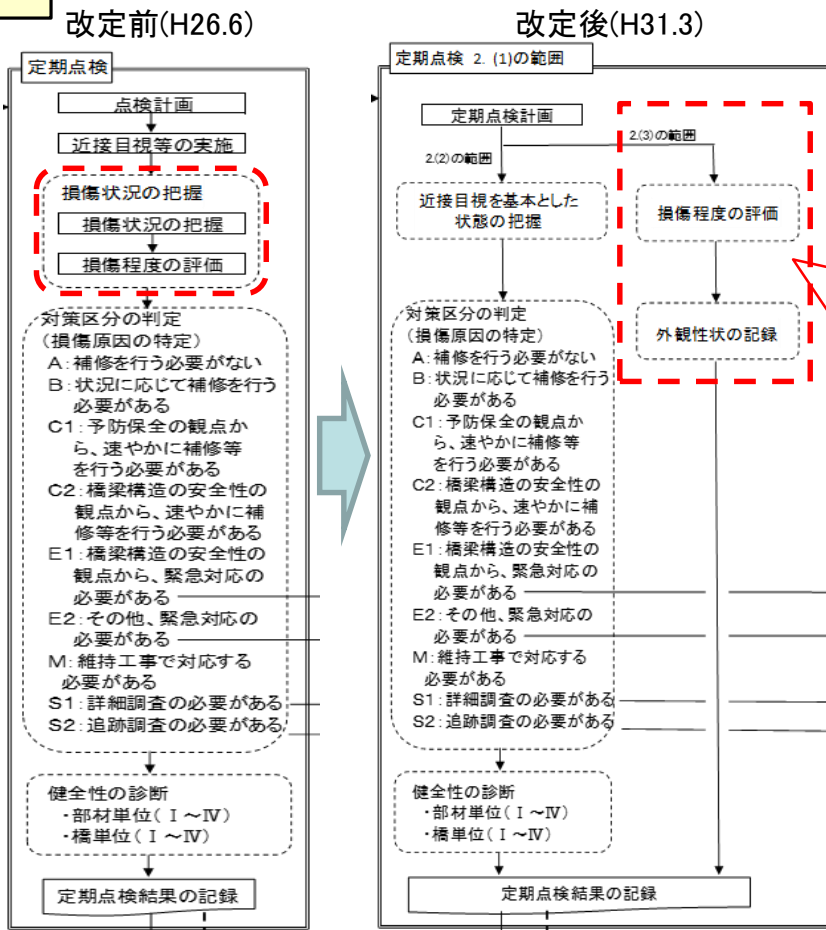 改定前(H26.6)
定期点検
点検計画
近接目視等の実施
損傷状況の把握
損傷状況の把握
損傷程度の評価
対策区分の判定
(損傷原因の特定)
A:補修を行う必要がない
B:状況に応じて補修を行う
必要がある
C1:予防保全の観点か
ら、速やかに補修等
を行う必要がある
C2:橋梁構造の安全性の
観点から、速やかに補
修等を行う必要がある
E1:橋梁構造の安全性の
観点から、緊急対応の
必要がある
E2:その他、緊急対応の
必要がある
M:維持工事で対応する
必要がある
S1:詳細調査の必要がある
S2:追跡調査の必要がある
健全性の診断
・部材単位(Ⅰ～Ⅳ)
・橋単位(Ⅰ～Ⅳ)
定期点検結果の記録
改定後(H31.3)
定期点検 2. (1)の範囲
定期点検計画
2.(3)の範囲
2.(2)の範囲
近接目視を基本とした
状態の把握
損傷程度の評価
外観性状の記録
対策区分の判定
(損傷原因の特定)
A:補修を行う必要がない
B:状況に応じて補修を行う
必要がある
C1:予防保全の観点か
ら、速やかに補修等
を行う必要がある
C2:橋梁構造の安全性の
観点から、速やかに補
修等を行う必要がある
E1:橋梁構造の安全性の
観点から、緊急対応の
必要がある
E2:その他、緊急対応の
必要がある
M:維持工事で対応する
必要がある
S1:詳細調査の必要がある
S2:追跡調査の必要がある
健全性の診断
・部材単位(Ⅰ～Ⅳ)
・橋単位(Ⅰ～Ⅳ)
定期点検結果の記録